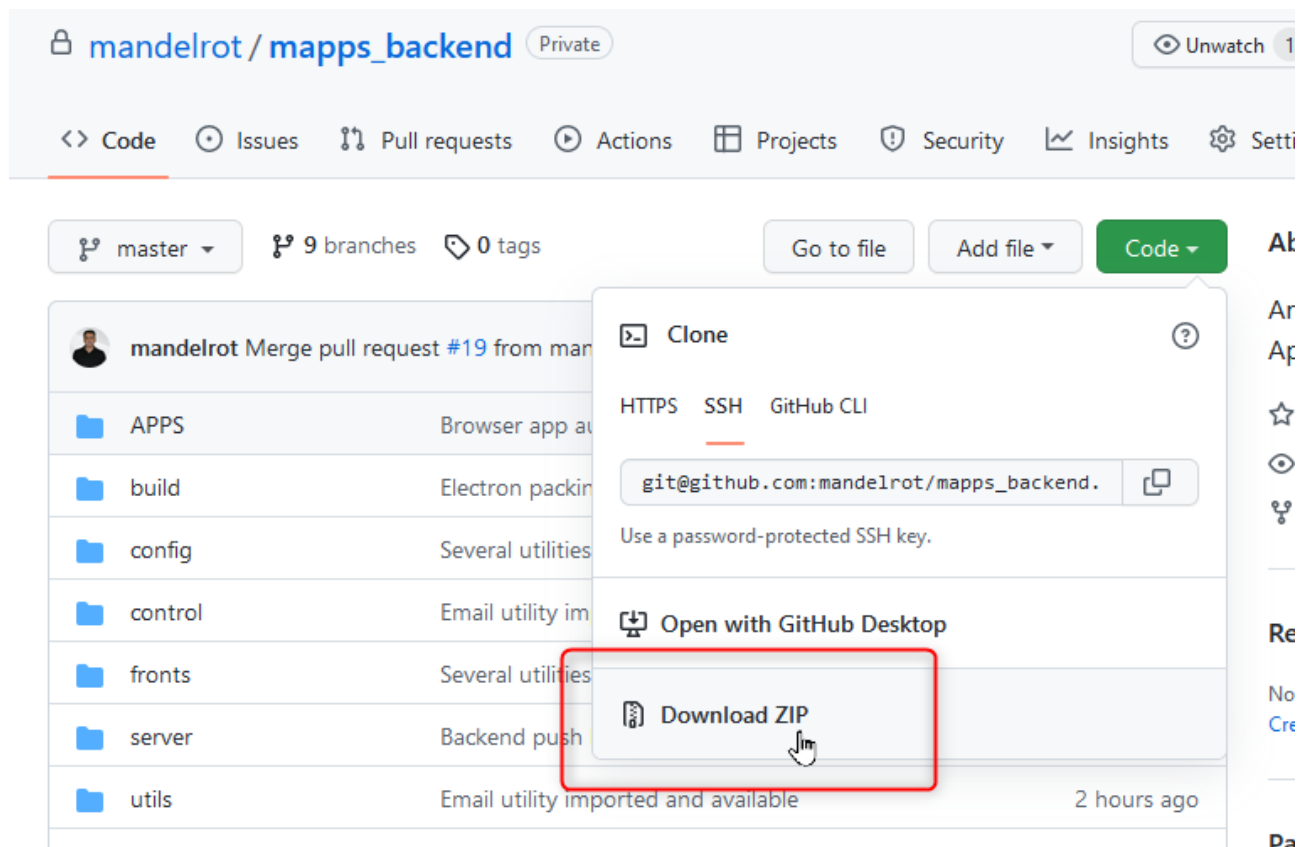 mandelrot / mapps_backend Private Unwatch 1
Code Issues Pull requests Actions Projects Security Insights
master 9 branches 0 tags Go to file Add file Code
mandelrot Merge pull request #19 from
Clone
HTTPS SSH GitHub CLI
git@github.com:mandelrot/mapps_backend.
Use a password-protected SSH key.
Open with GitHub Desktop
Download ZIP
APPS Browser app
build Electron
config Several utilities
control Email utility
fronts Several utilities
server Backend push
utils Email utility imported and available 2 hours ago